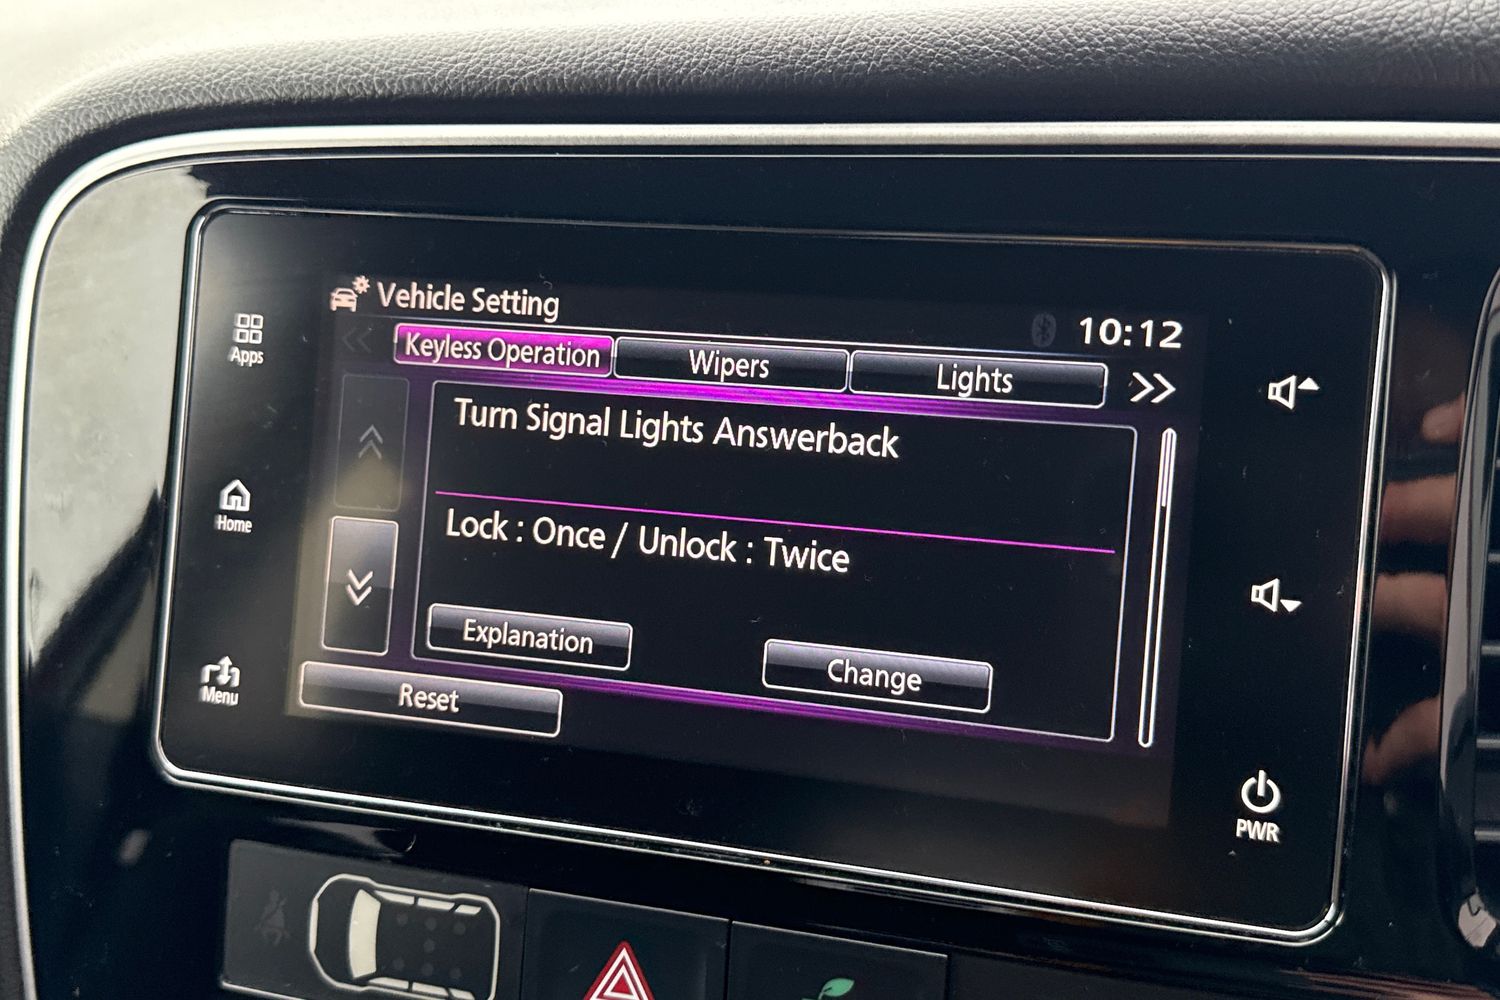 Vehicle Setting
10:12
Keyless Operation
Wipers
Lights
Turn Signal Lights Answerback
Lock : Once / Unlock : Twice
Explanation
Change
Reset
Apps
Home
Menu
PWR